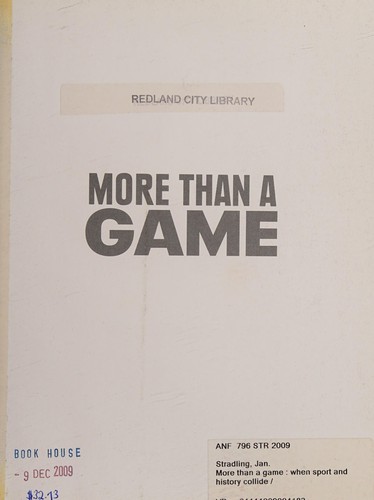 REDLAND CITY LIBRARY
MORE THAN A
GAME
BOOK HOUSE
- 9 DEC 2009
$32.13
ANF 796 STR 2009
Stradling, Jan.
More than a game : when sport and
history collide /